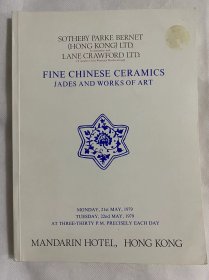 SOTHEBY PARKE BERNET
(HONG KONG) LTD.
LANE CRAWFORD LTD.
FINE CHINESE CERAMICS
JADES AND WORKS OF ART
MONDAY, 21st MAY, 1979
TUESDAY, 22nd MAY, 1979
AT THREE-THIRTY P.M. PRECISELY EACH DAY
MANDARIN HOTEL, HONG KONG